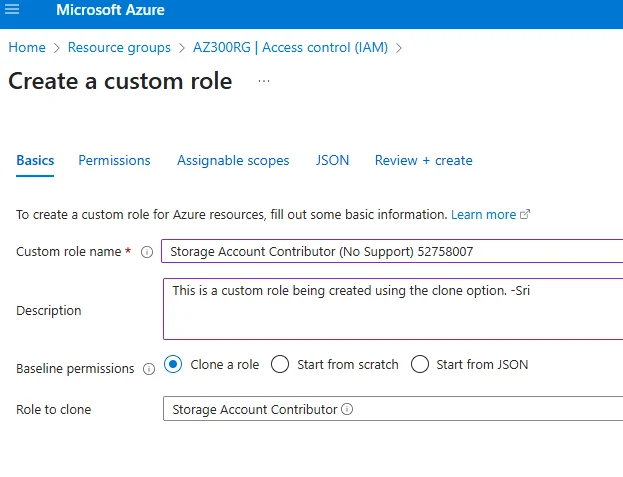 Microsoft Azure
Home > Resource groups > AZ300RG | Access control (IAM) >
Create a custom role ...
Basics Permissions Assignable scopes JSON Review + create
To create a custom role for Azure resources, fill out some basic information. Learn more
Custom role name * Storage Account Contributor (No Support) 52758007
Description This is a custom role being created using the clone option. -Sri
Baseline permissions Clone a role Start from scratch Start from JSON
Role to clone Storage Account Contributor